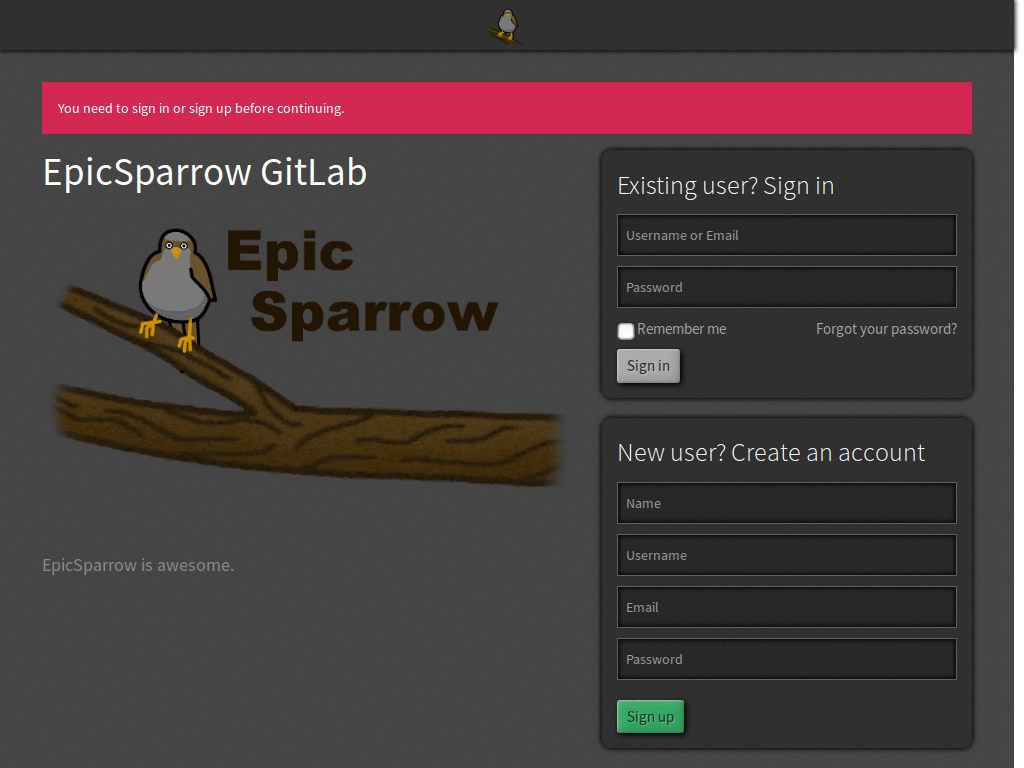 You need to sign in or sign up before continuing.
EpicSparrow GitLab
Epic
Sparrow
EpicSparrow is awesome.
Existing user? Sign in
Username or Email
Password
Remember me
Forgot your password?
Sign in
New user? Create an account
Name
Username
Email
Password
Sign up